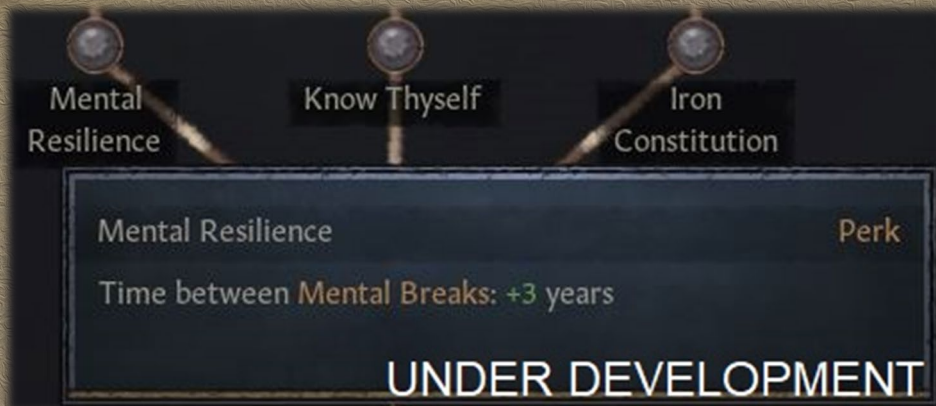 Mental
Resilience
Know Thyself
Iron
Constitution
Mental Resilience
Perk
Time between Mental Breaks: +3 years
UNDER DEVELOPMENT